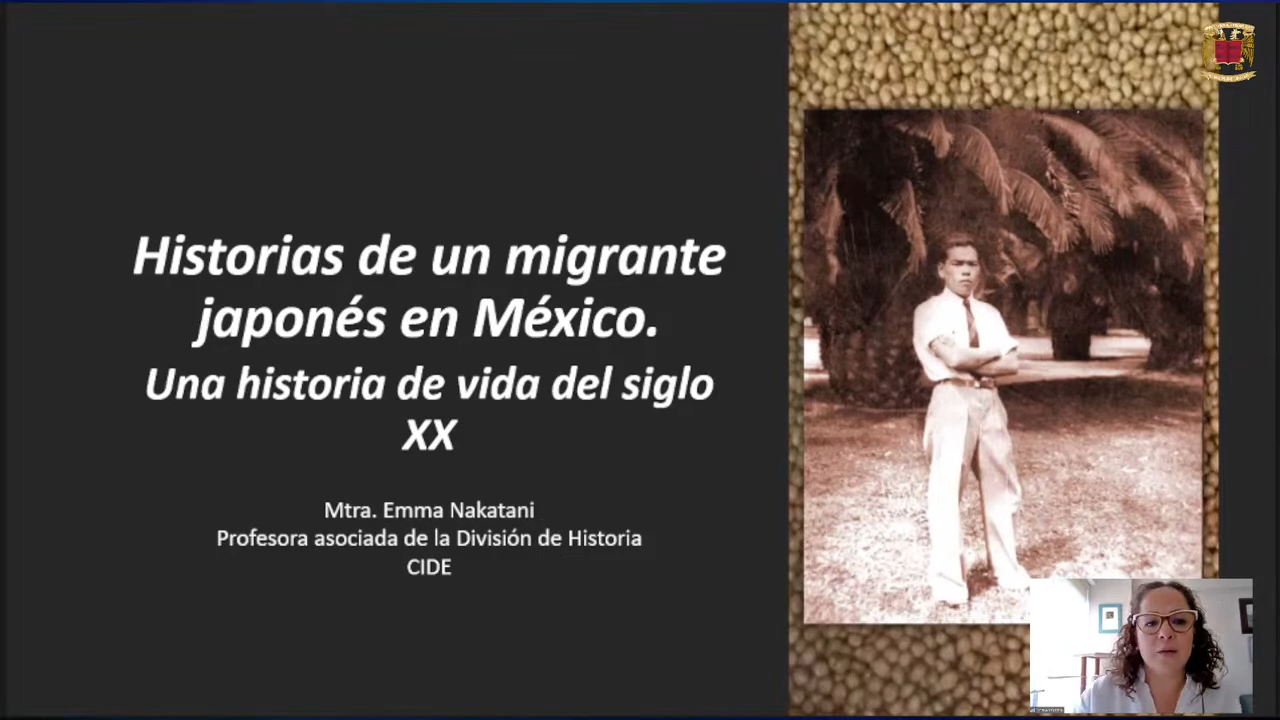 Historias de un migrante
japonés en México.
Una historia de vida del siglo
XX
Mtra. Emma Nakatani
Profesora asociada de la División de Historia
CIDE